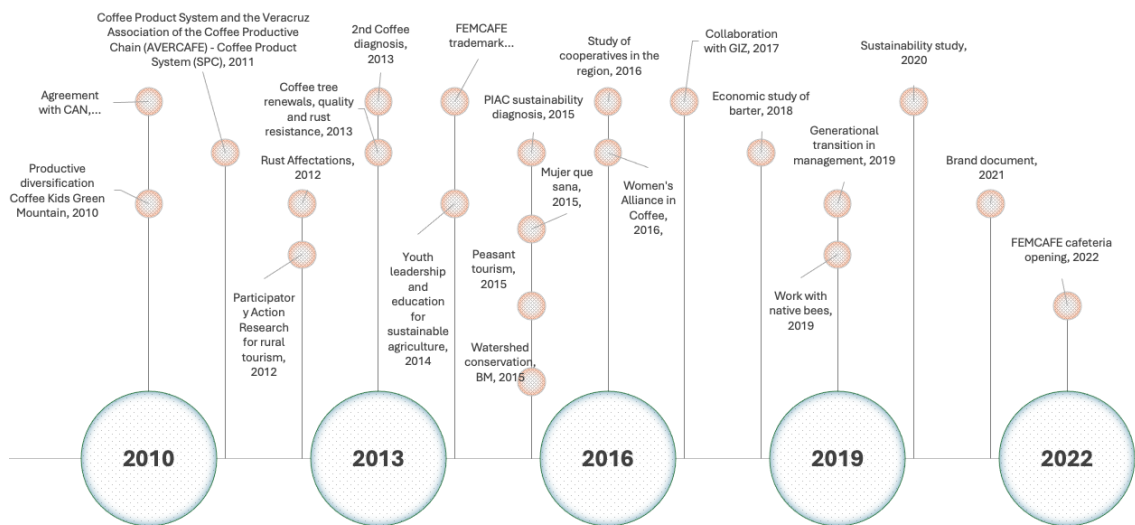 Coffee Product System and the Veracruz
Association of the Coffee Productive
Chain (AVERCAFE) - Coffee Product
System (SPC), 2011
Agreement
with CAN,...
Productive
diversification
Coffee Kids Green
Mountain, 2010
Rust Affectations,
2012
Participator
y Action
Research
for rural
tourism,
2012
2nd Coffee
diagnosis,
2013
Coffee tree
renewals, quality
and rust
resistance, 2013
FEMCAFE
trademark...
Youth
leadership
and
education
for
sustainable
agriculture,
2014
PIAC sustainability
diagnosis, 2015
Mujer que
sana,
2015,
Peasant
tourism,
2015
Watershed
conservation,
BM, 2015
Study of
cooperatives in the
region, 2016
Women's
Alliance in
Coffee,
2016,
Collaboration
with GIZ, 2017
Economic study of
barter, 2018
Generational
transition in
management, 2019
Work with
native bees,
2019
Sustainability study,
2020
Brand document,
2021
FEMCAFE cafeteria
opening, 2022
2010
2013
2016
2019
2022